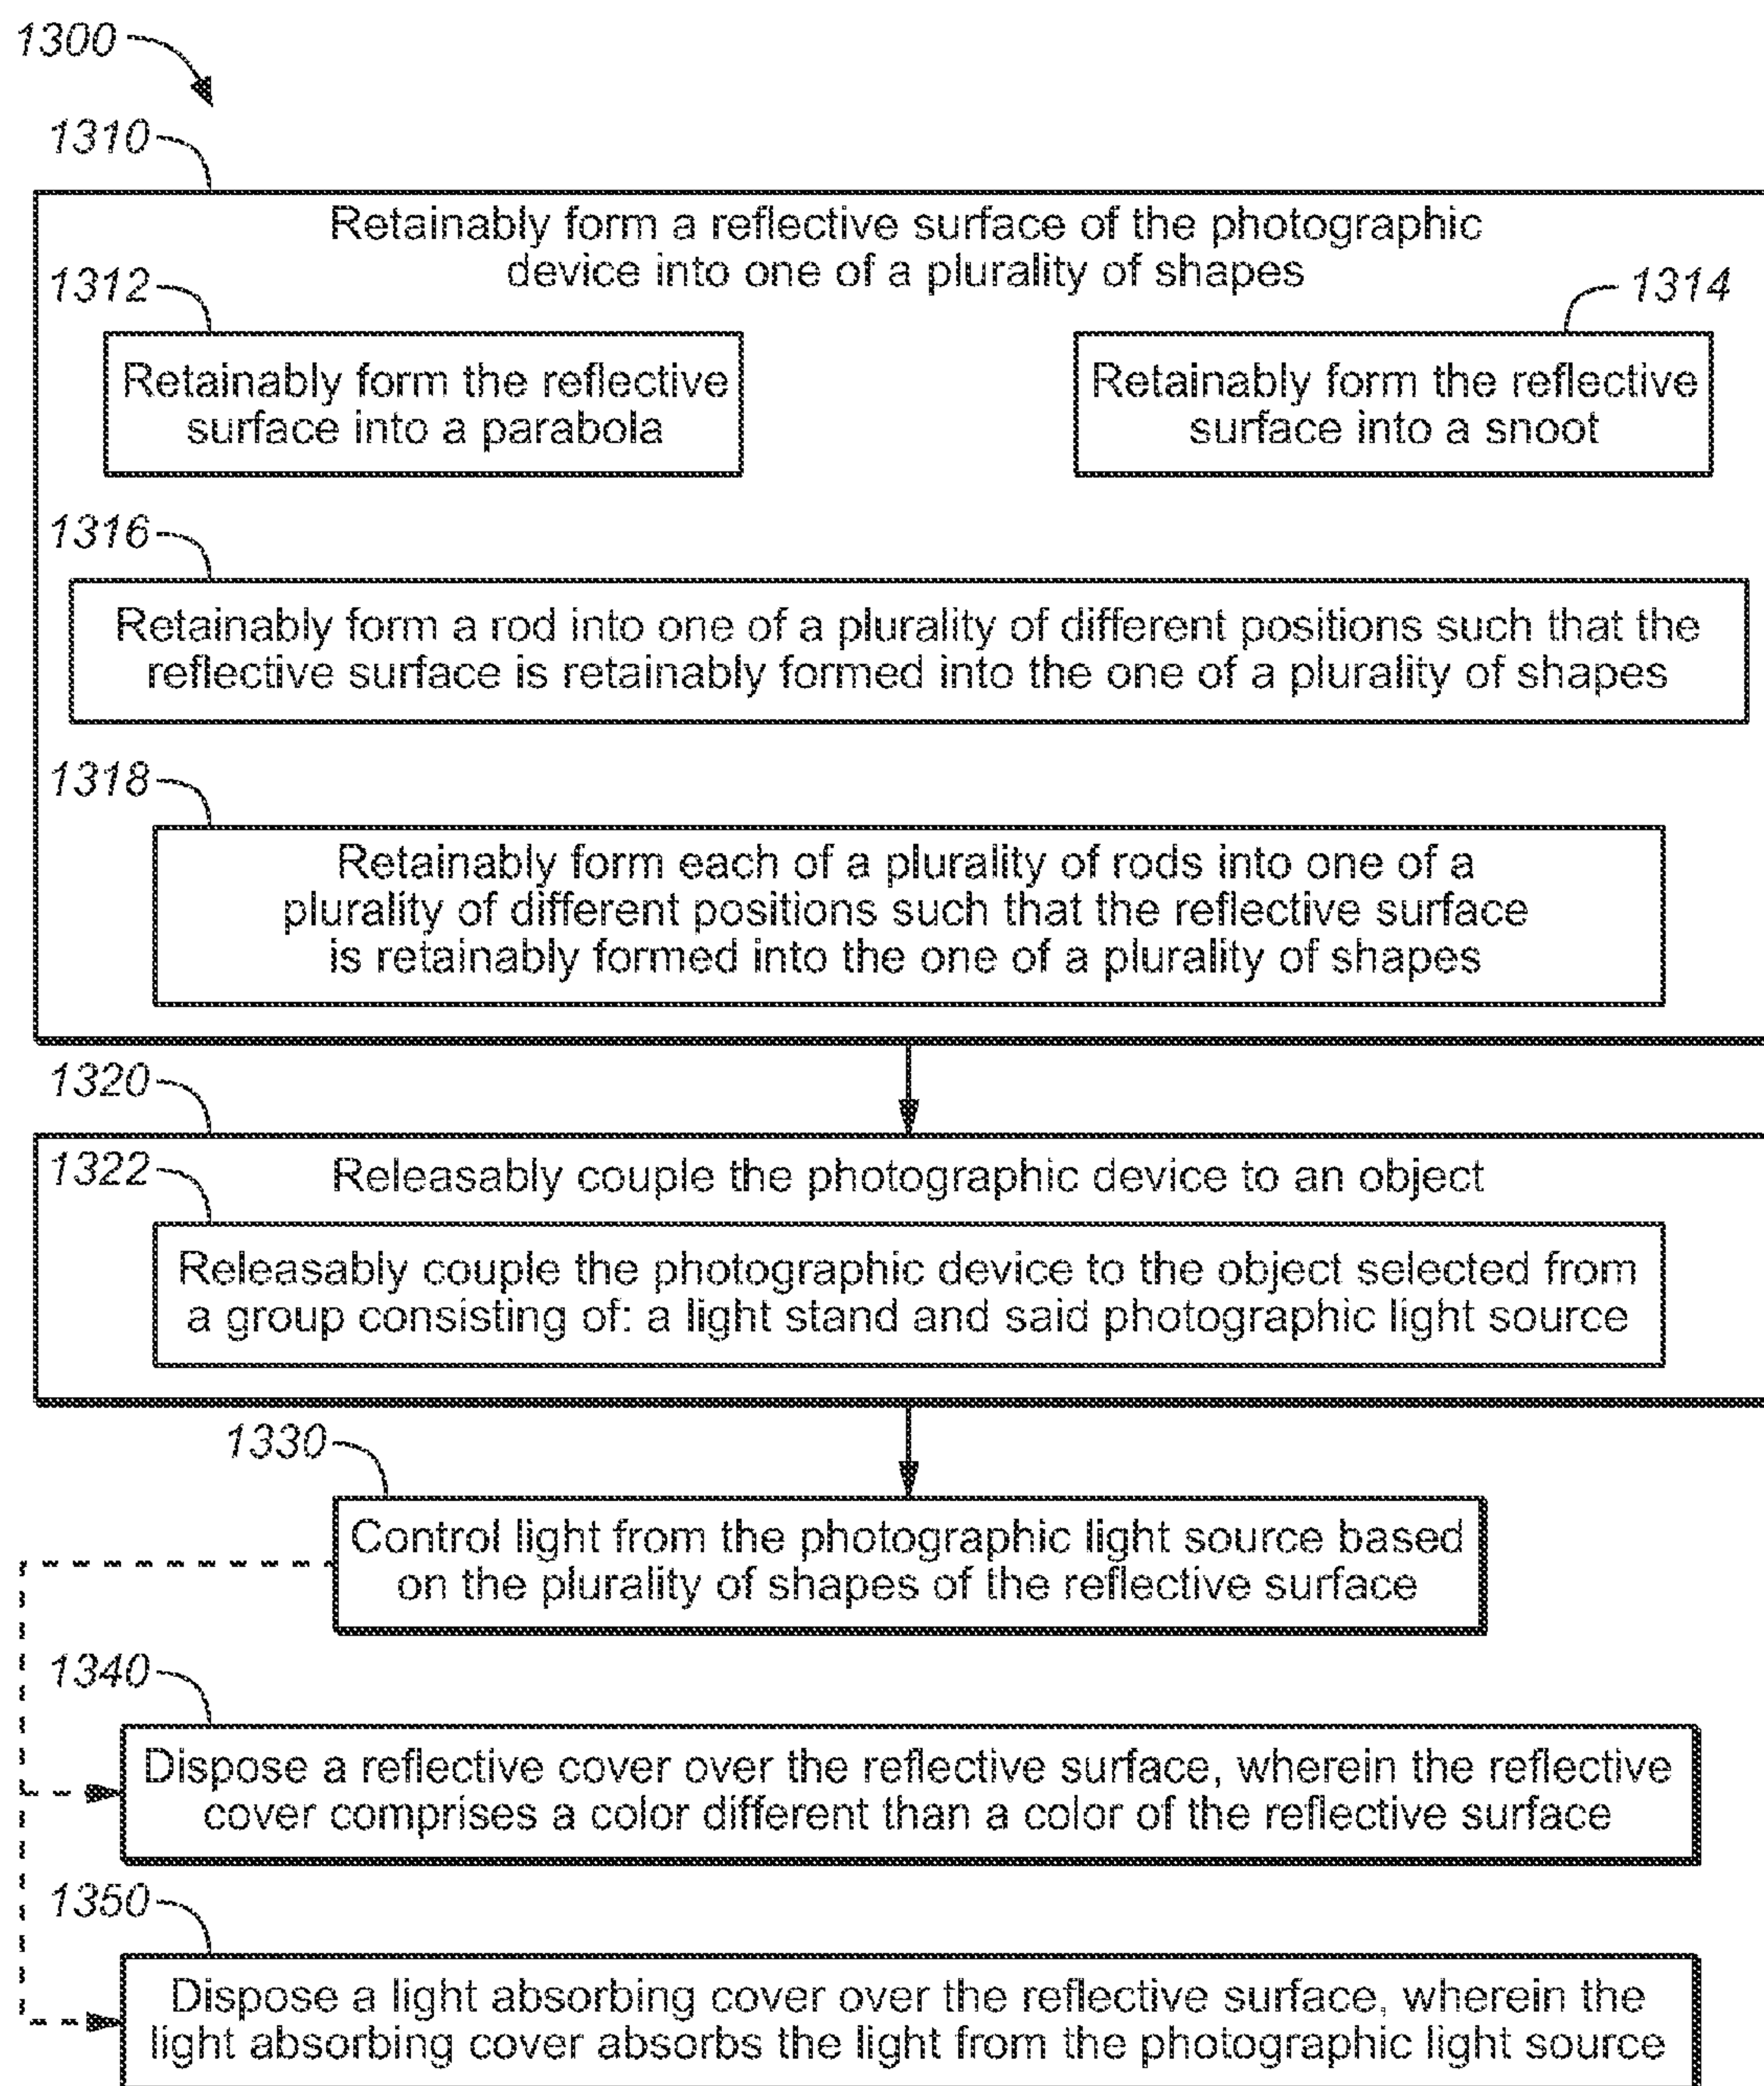 1300
1310
Retainably form a reflective surface of the photographic
device into one of a plurality of shapes
1312
1314
Retainably form the reflective
surface into a parabola
Retainably form the reflective
surface into a snoot
1316
Retainably form a rod into one of a plurality of different positions such that the
reflective surface is retainably formed into the one of a plurality of shapes
1318
Retainably form each of a plurality of rods into one of a
plurality of different positions such that the reflective surface
is retainably formed into the one of a plurality of shapes
1320
1322
Releasably couple the photographic device to an object
Releasably couple the photographic device to the object selected from
a group consisting of: a light stand and said photographic light source
1330
Control light from the photographic light source based
on the plurality of shapes of the reflective surface
1340
Dispose a reflective cover over the reflective surface, wherein the reflective
cover comprises a color different than a color of the reflective surface
1350
Dispose a light absorbing cover over the reflective surface, wherein the
light absorbing cover absorbs the light from the photographic light source